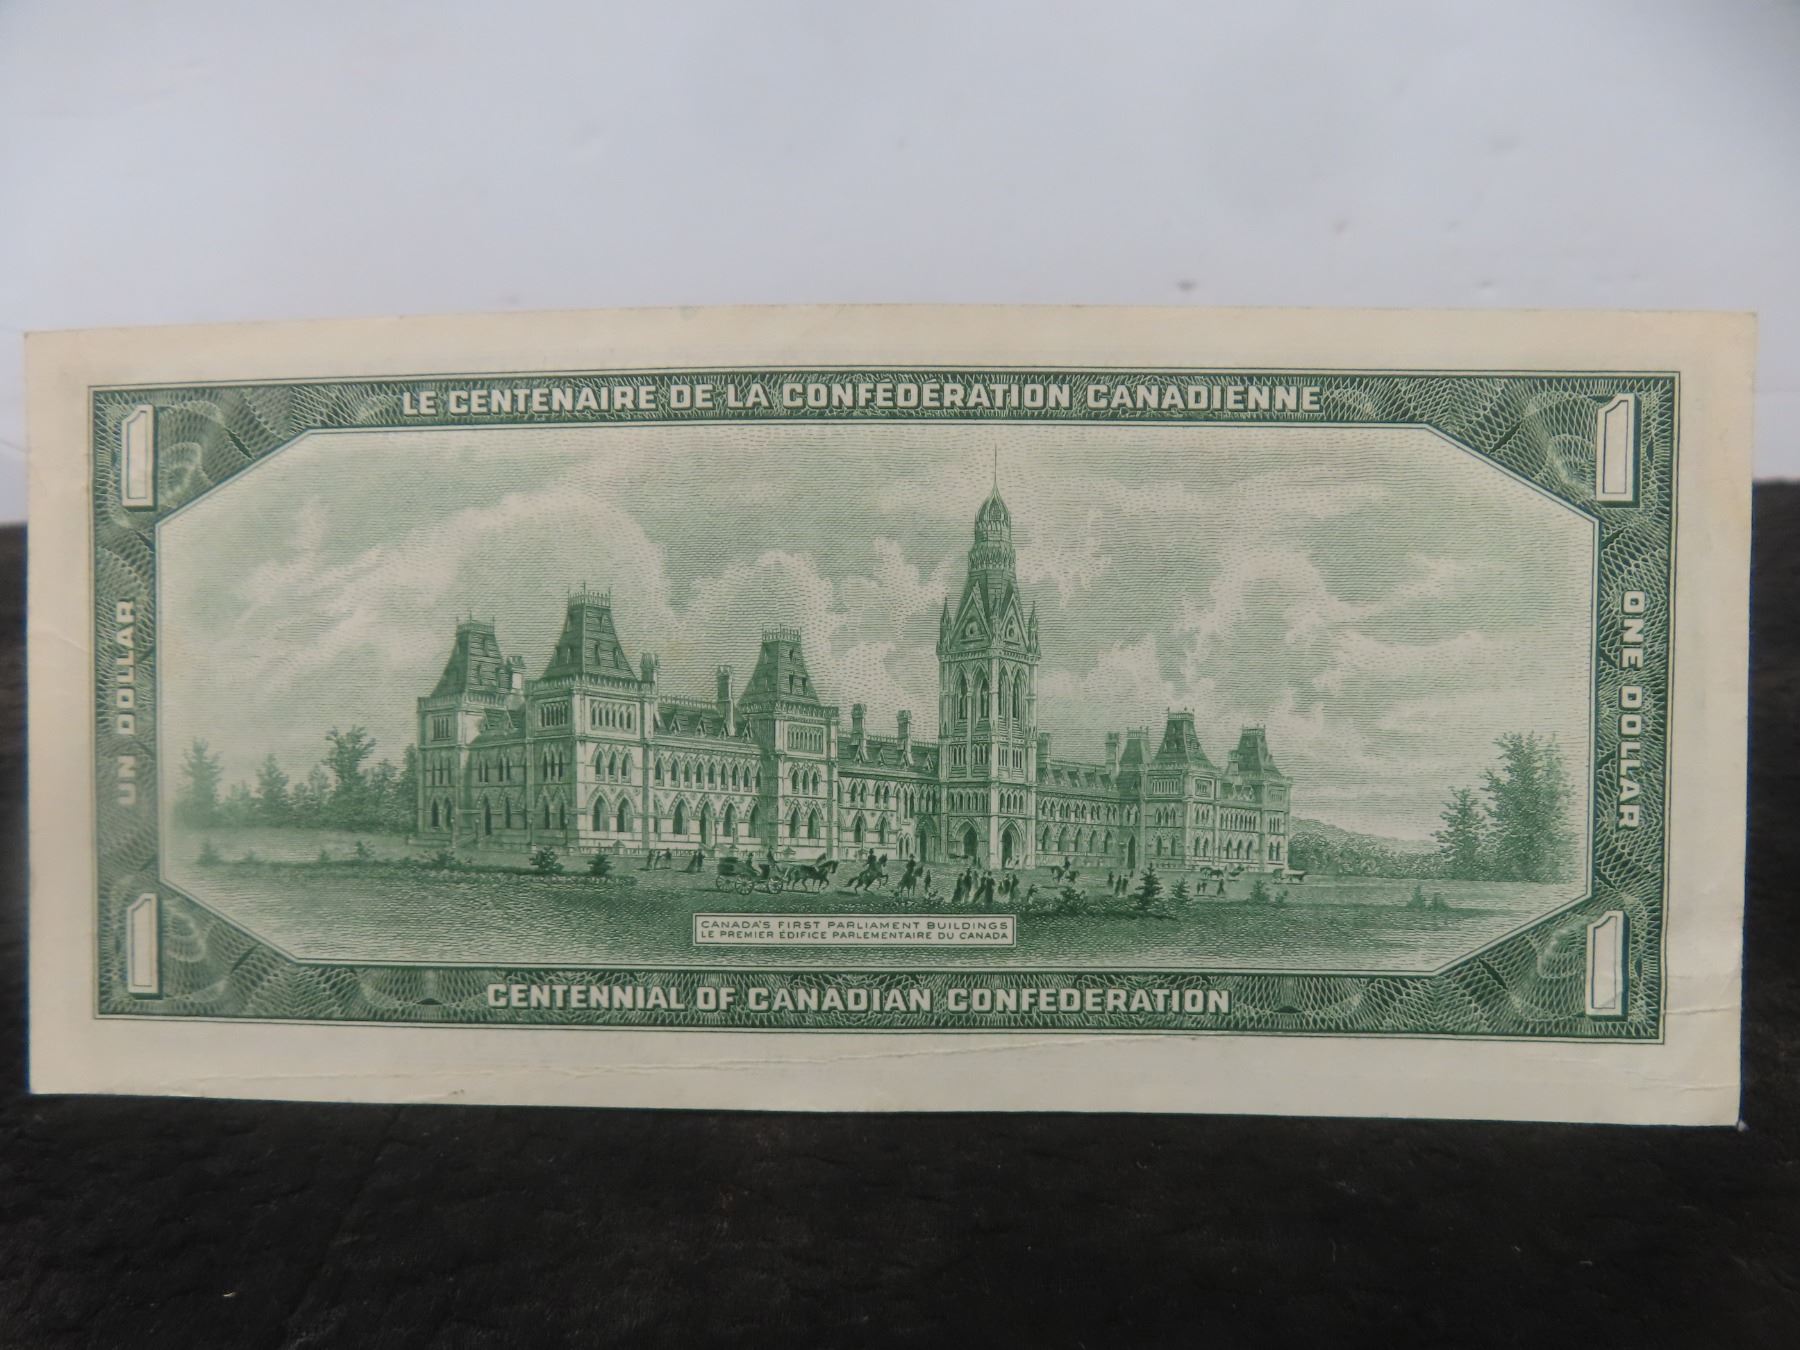 LE CENTENAIRE DE LA CONFEDÉRATION CANADIENNE
1
1
UN DOLLAR
ONE DOLLAR
CANADA'S FIRST PARLIAMENT BUILDINGS
LE PREMIER ÉDIFICE PARLEMENTAIRE DU CANADA
1
1
CENTENNIAL OF CANADIAN CONFEDERATION